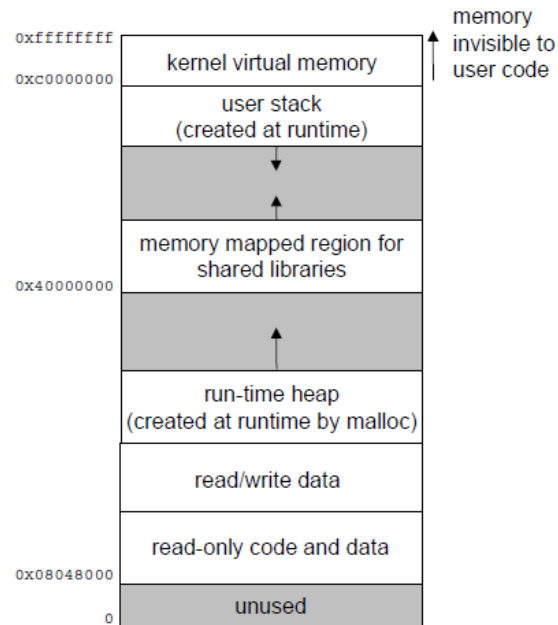 memory
invisible to
user code
0xffffffff
kernel virtual memory
0xc0000000
user stack
(created at runtime)
memory mapped region for
shared libraries
0x40000000
run-time heap
(created at runtime by malloc)
read/write data
read-only code and data
0x08048000
unused
0